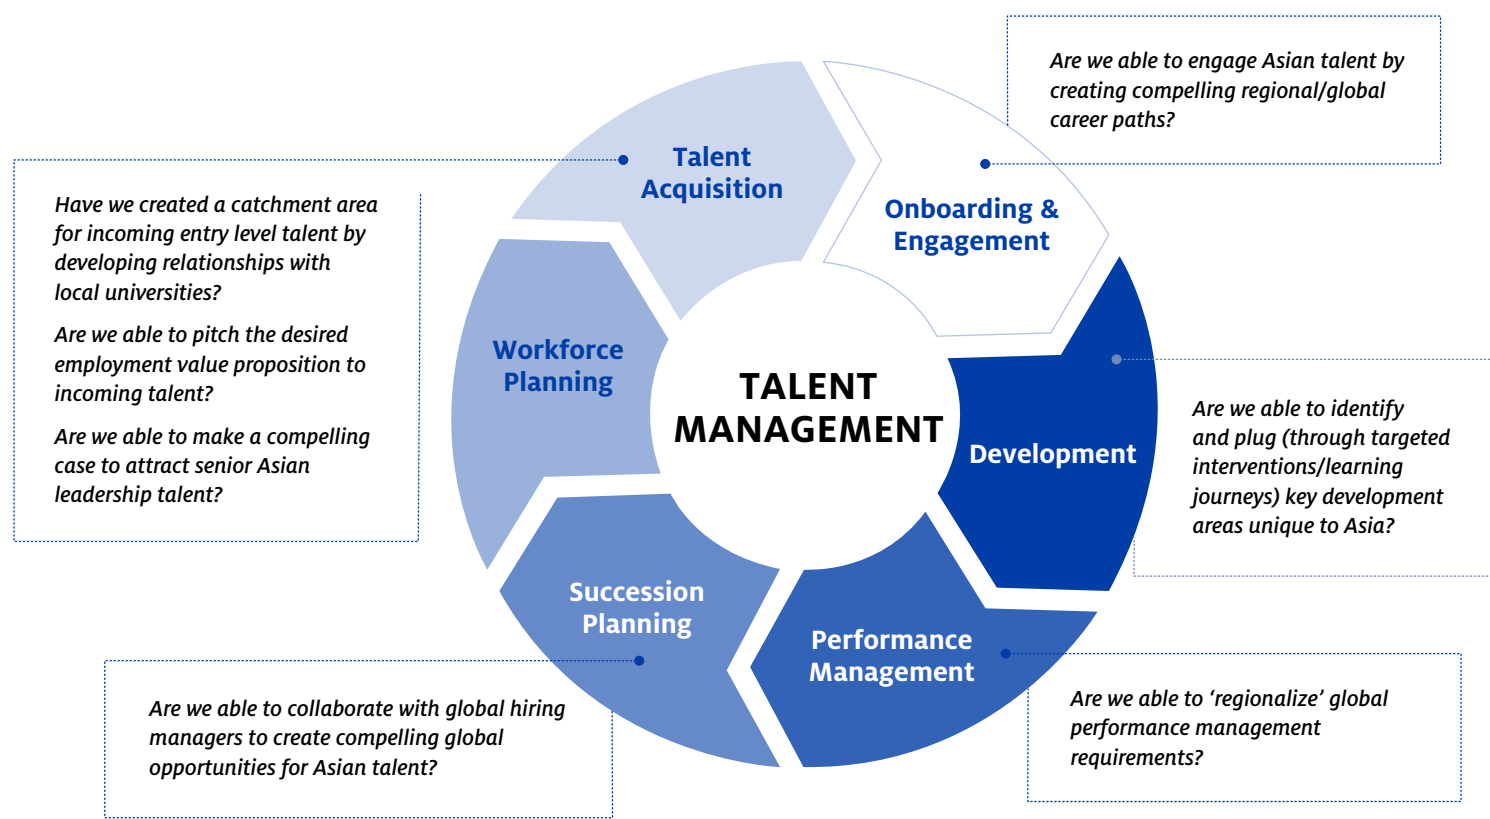 Are we able to engage Asian talent by
creating compelling regional/global
career paths?
Talent
Acquisition
Onboarding &
Engagement
Have we created a catchment area
for incoming entry level talent by
developing relationships with
local universities?
Are we able to pitch the desired
employment value proposition to
incoming talent?
Are we able to make a compelling
case to attract senior Asian
leadership talent?
Workforce
Planning
TALENT
MANAGEMENT
Development
Are we able to identify
and plug (through targeted
interventions/learning
journeys) key development
areas unique to Asia?
Succession
Planning
Performance
Management
Are we able to collaborate with global hiring
managers to create compelling global
opportunities for Asian talent?
Are we able to ‘regionalize’ global
performance management
requirements?